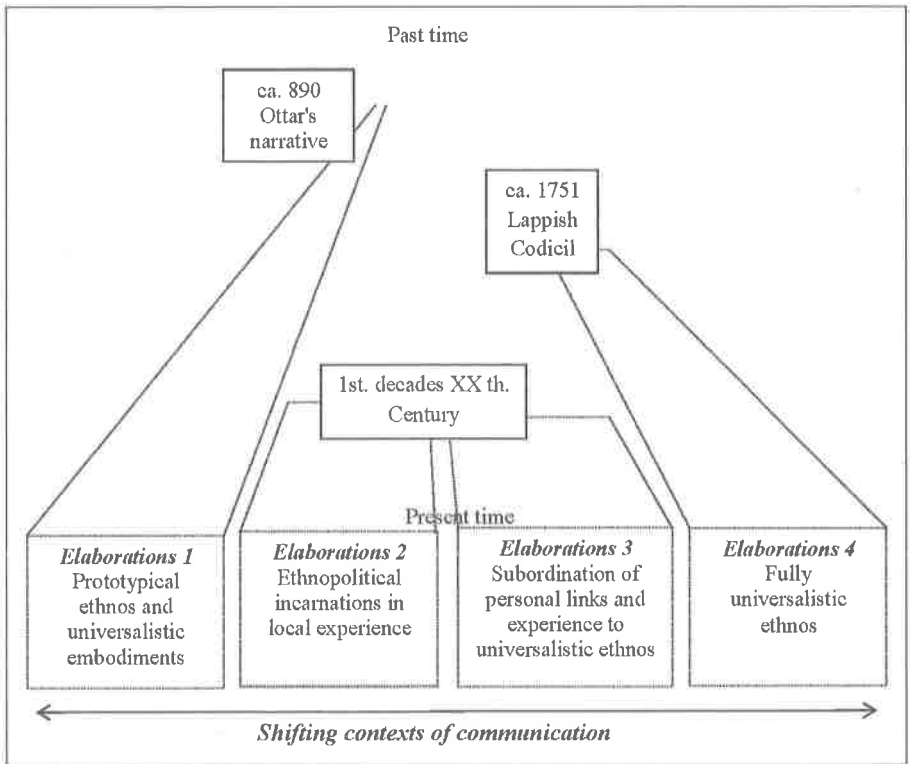 Past time
ca. 890
Ottar's
narrative
ca. 1751
Lappish
Codicil
1st. decades XX th.
Century
Present time
Elaborations 1
Prototypical
ethnos and
universalistic
embodiments
Elaborations 2
Ethnopolitical
incarnations in
local experience
Elaborations 3
Subordination of
personal links and
experience to
universalistic ethnos
Elaborations 4
Fully
universalistic
ethnos
Shifting contexts of communication